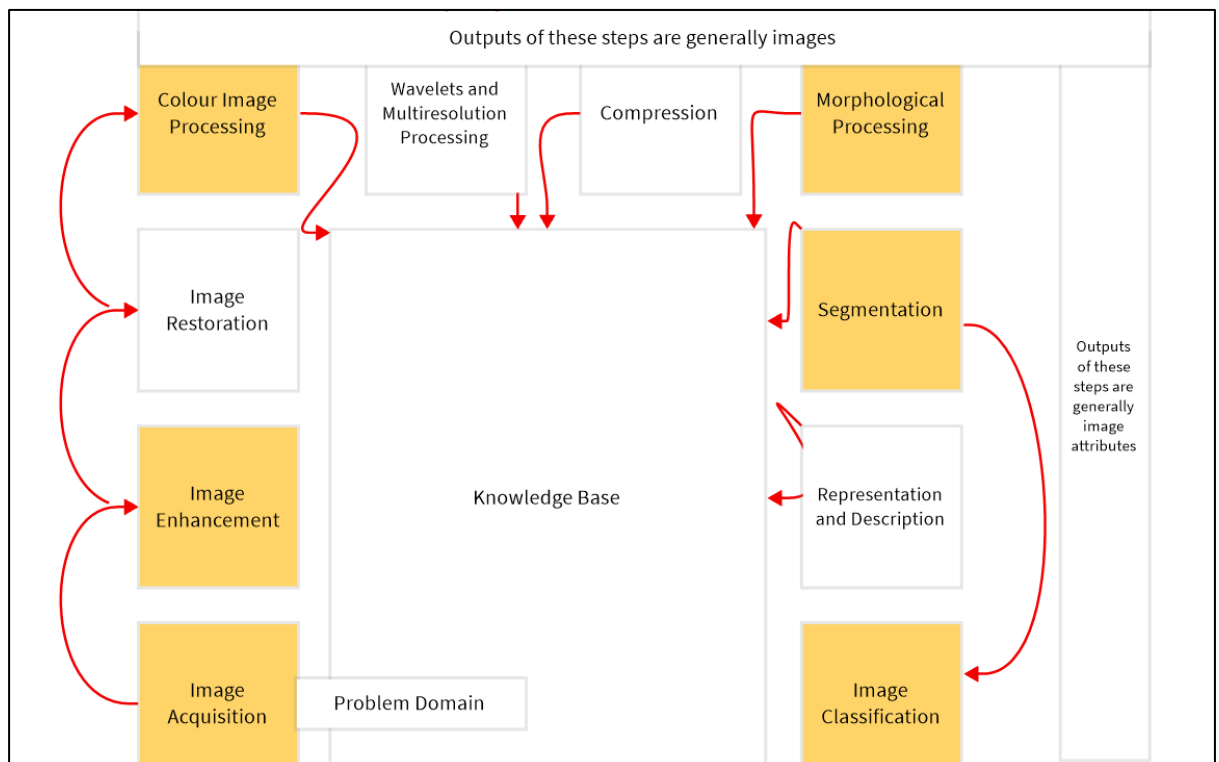 Outputs of these steps are generally images
Colour Image
Processing
Wavelets and
Multiresolution
Processing
Compression
Morphological
Processing
Image
Restoration
Segmentation
Outputs
of these
steps are
generally
image
attributes
Image
Enhancement
Knowledge Base
Representation
and Description
Image
Acquisition
Problem Domain
Image
Classification